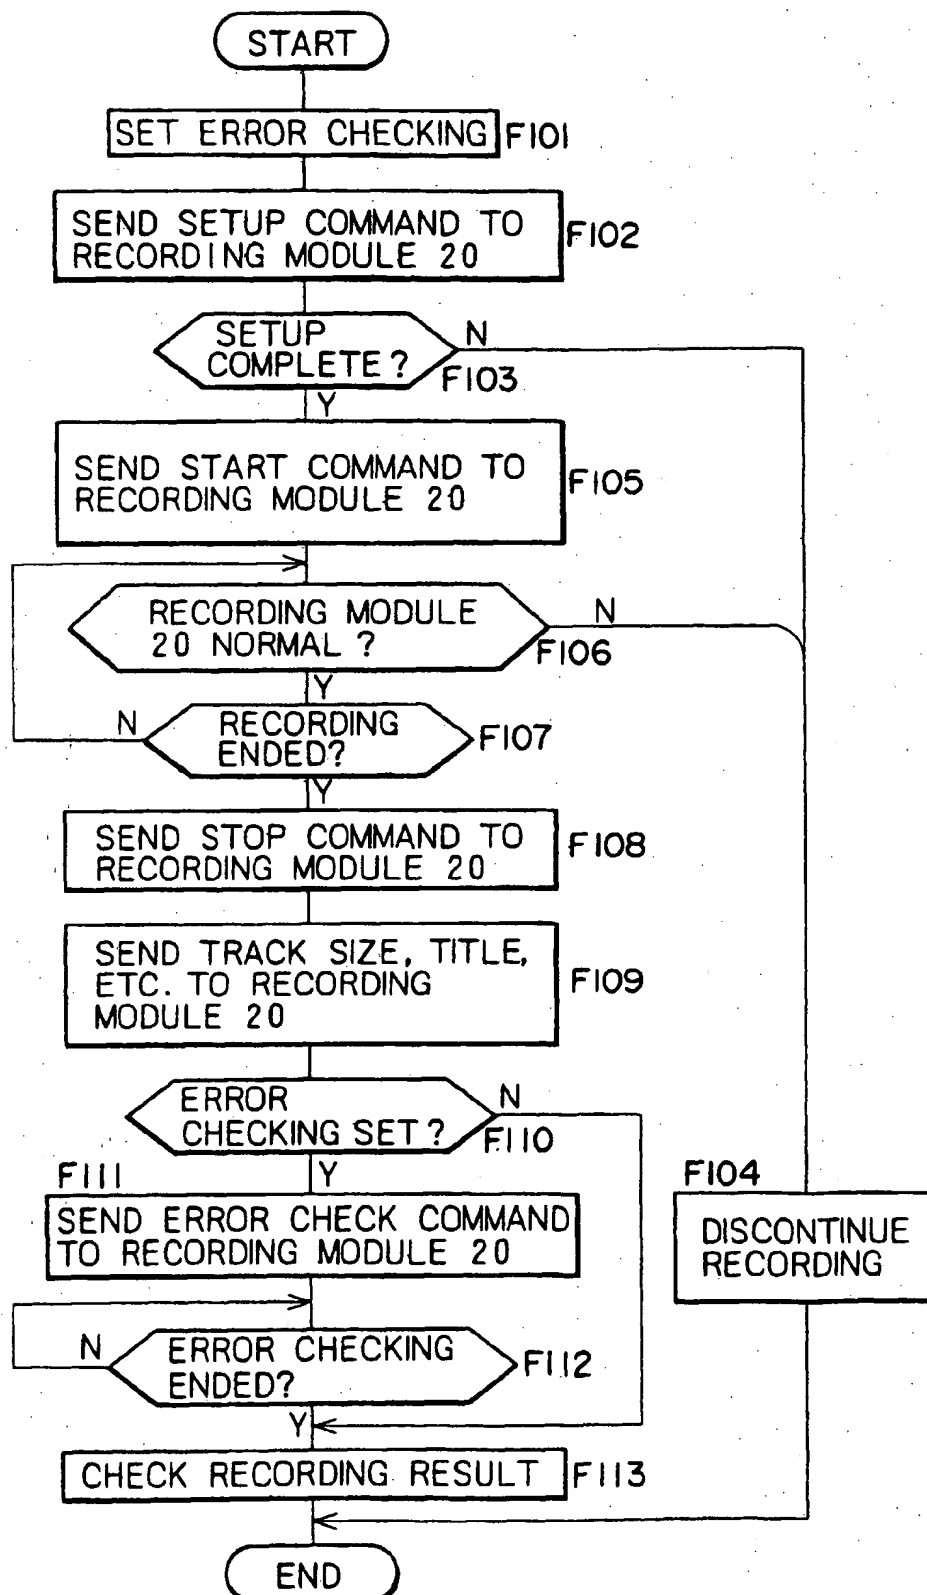 START
SET ERROR CHECKING F101
SEND SETUP COMMAND TO
RECORDING MODULE 20
F102
SETUP
COMPLETE?
N
F103
Y
SEND START COMMAND TO
RECORDING MODULE 20
F105
RECORDING MODULE
20 NORMAL?
N
F106
Y
RECORDING
ENDED?
N
F107
Y
SEND STOP COMMAND TO
RECORDING MODULE 20
F108
SEND TRACK SIZE, TITLE,
ETC. TO RECORDING
MODULE 20
F109
ERROR
CHECKING SET?
N
F110
Y
F111
SEND ERROR CHECK COMMAND
TO RECORDING MODULE 20
F104
DISCONTINUE
RECORDING
N
ERROR CHECKING
ENDED?
F112
Y
CHECK RECORDING RESULT F113
END